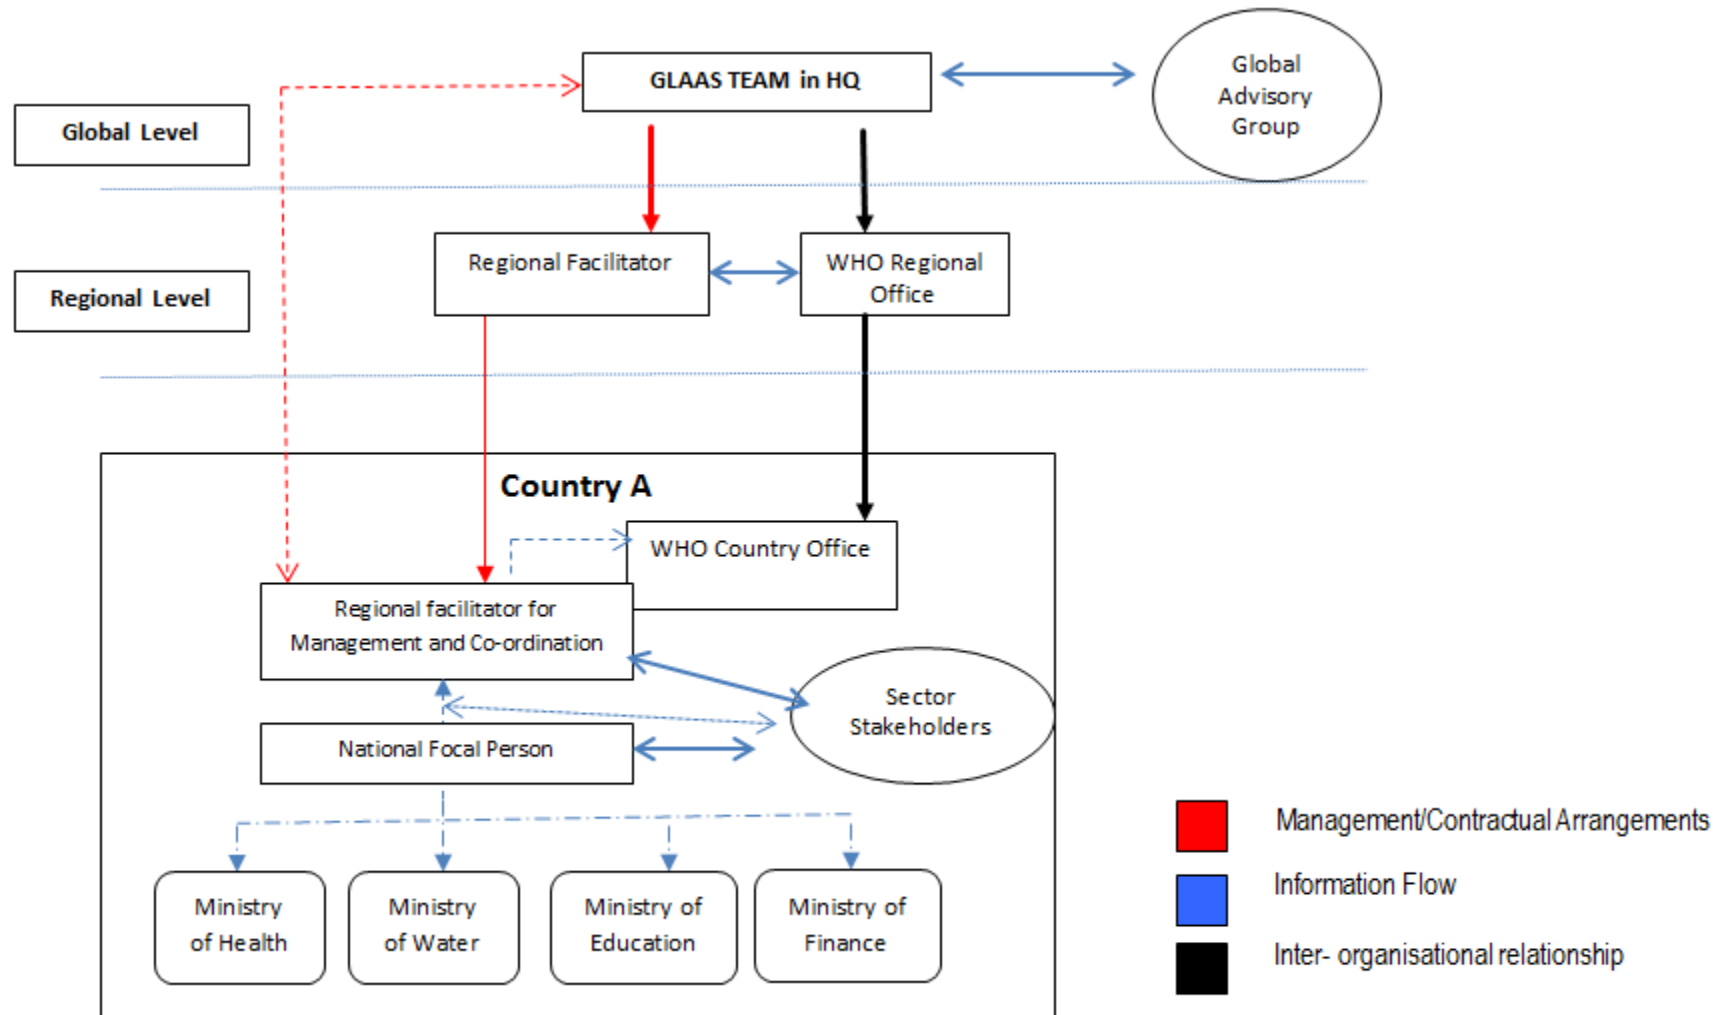 GLAAS TEAM in HQ
Global
Advisory
Group
Global Level
Regional Facilitator
WHO Regional
Office
Regional Level
Country A
WHO Country Office
Regional facilitator for
Management and Co-ordination
Sector
Stakeholders
National Focal Person
Ministry
of Health
Ministry
of Water
Ministry of
Education
Ministry of
Finance
Management/Contractual Arrangements
Information Flow
Inter- organisational relationship